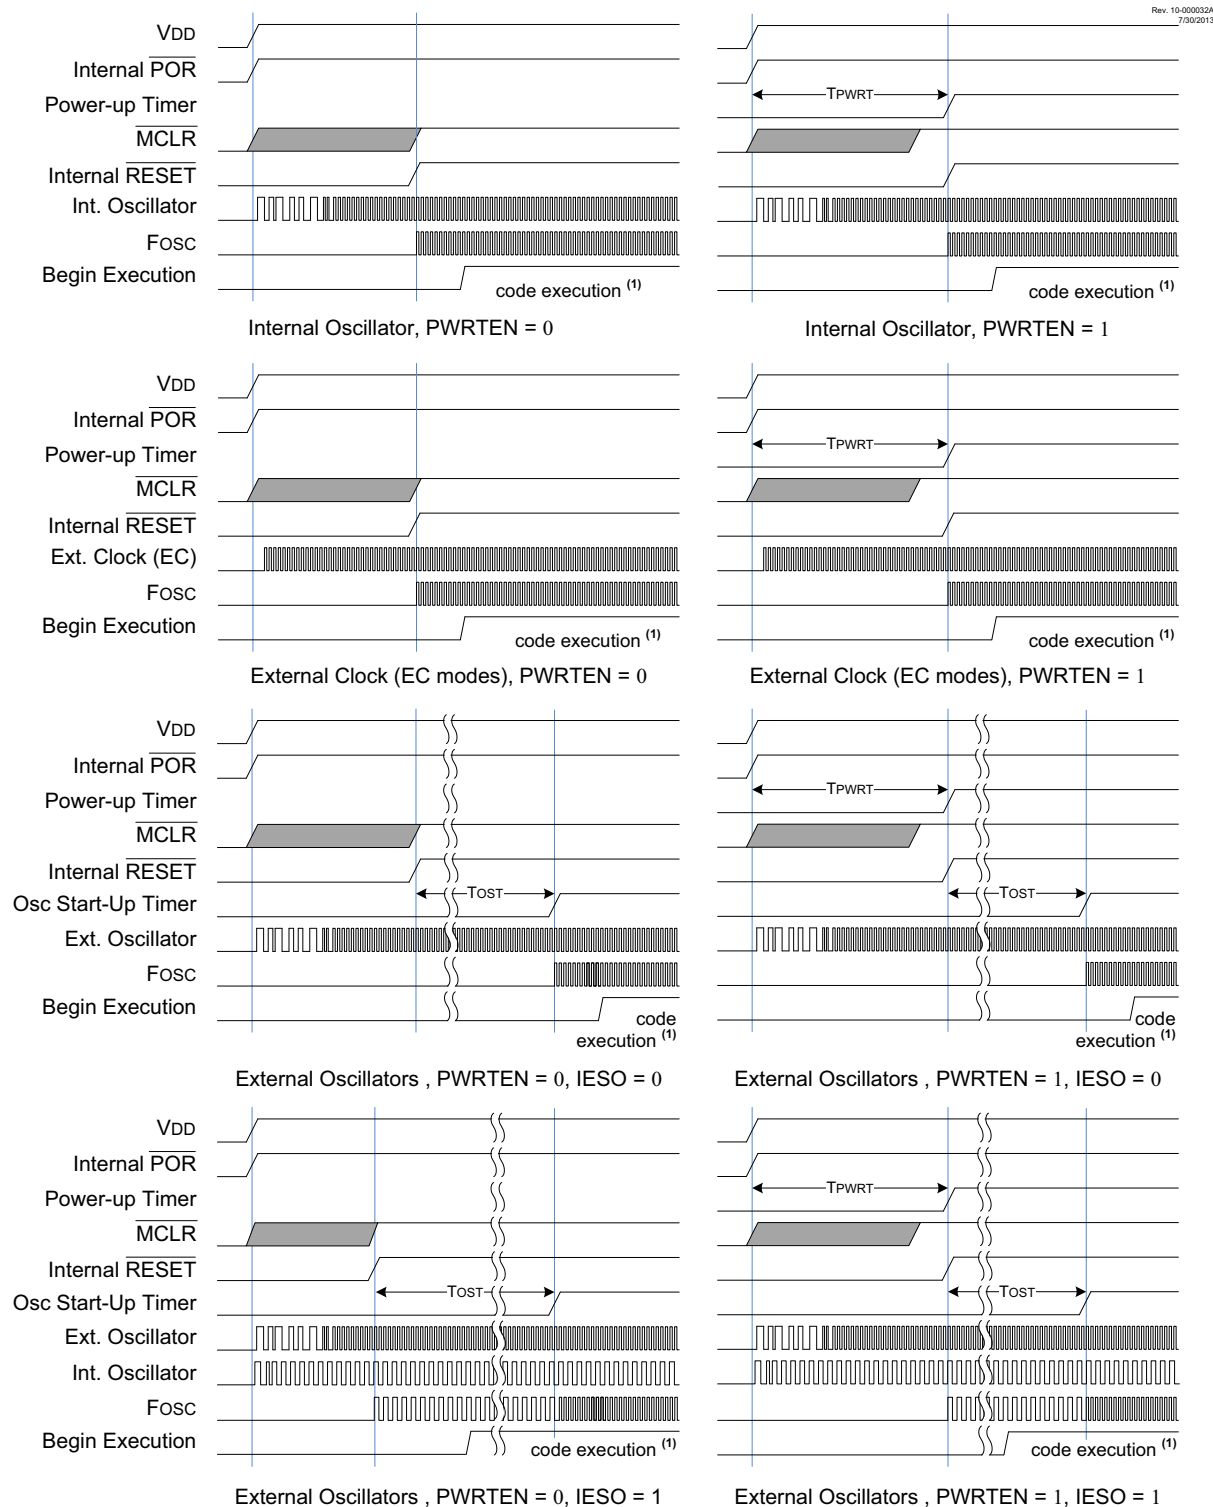 Rev. 10-000032A
7/30/2013
VDD
Internal POR
Power-up Timer
MCLR
Internal RESET
Int. Oscillator
FOSC
Begin Execution
code execution (1)
Internal Oscillator, PWRTEN = 0
TPWRT
code execution (1)
Internal Oscillator, PWRTEN = 1
VDD
Internal POR
Power-up Timer
MCLR
Internal RESET
Ext. Clock (EC)
FOSC
Begin Execution
code execution (1)
External Clock (EC modes), PWRTEN = 0
TPWRT
code execution (1)
External Clock (EC modes), PWRTEN = 1
VDD
Internal POR
Power-up Timer
MCLR
Internal RESET
Osc Start-Up Timer
Ext. Oscillator
FOSC
Begin Execution
TOST
code
execution (1)
External Oscillators , PWRTEN = 0, IESO = 0
TPWRT
TOST
code
execution (1)
External Oscillators , PWRTEN = 1, IESO = 0
VDD
Internal POR
Power-up Timer
MCLR
Internal RESET
Osc Start-Up Timer
Ext. Oscillator
Int. Oscillator
FOSC
Begin Execution
TOST
code execution (1)
External Oscillators , PWRTEN = 0, IESO = 1
TPWRT
TOST
code execution (1)
External Oscillators , PWRTEN = 1, IESO = 1